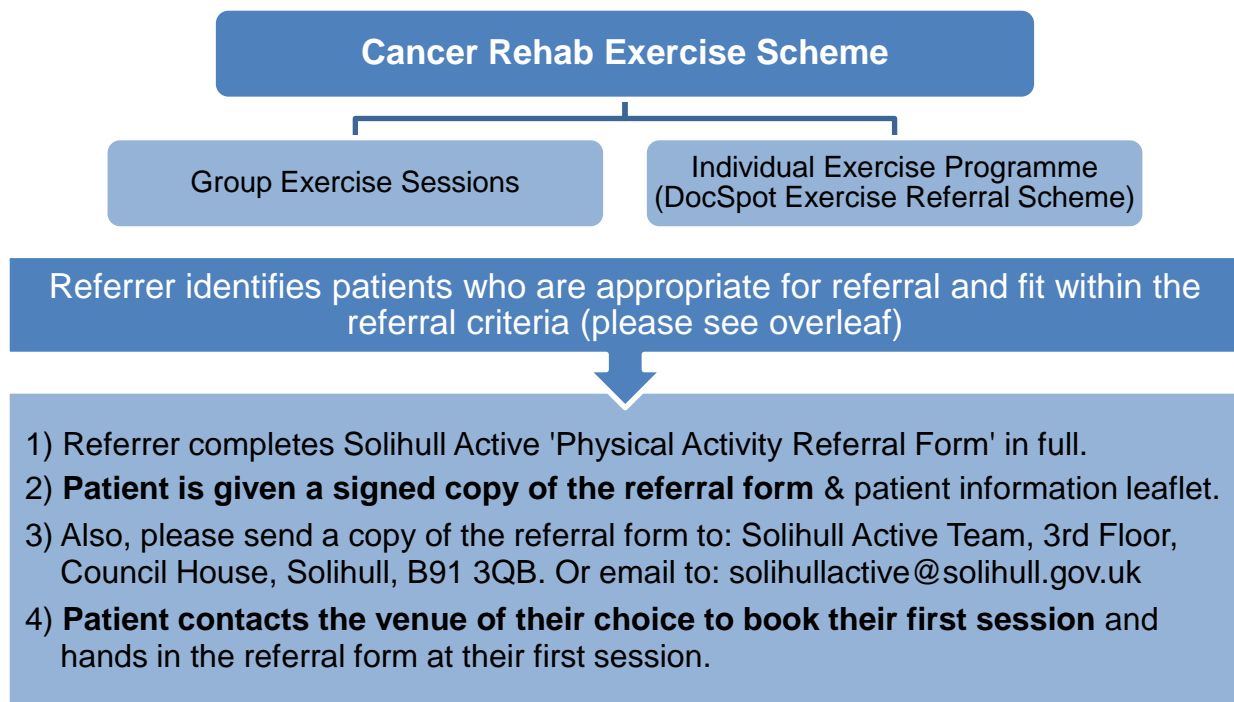 Cancer Rehab Exercise Scheme
Group Exercise Sessions
Individual Exercise Programme
(DocSpot Exercise Referral Scheme)
Referrer identifies patients who are appropriate for referral and fit within the
referral criteria (please see overleaf)
1) Referrer completes Solihull Active 'Physical Activity Referral Form' in full.
2) Patient is given a signed copy of the referral form & patient information leaflet.
3) Also, please send a copy of the referral form to: Solihull Active Team, 3rd Floor,
Council House, Solihull, B91 3QB. Or email to: solihullactive@solihull.gov.uk
4) Patient contacts the venue of their choice to book their first session and
hands in the referral form at their first session.